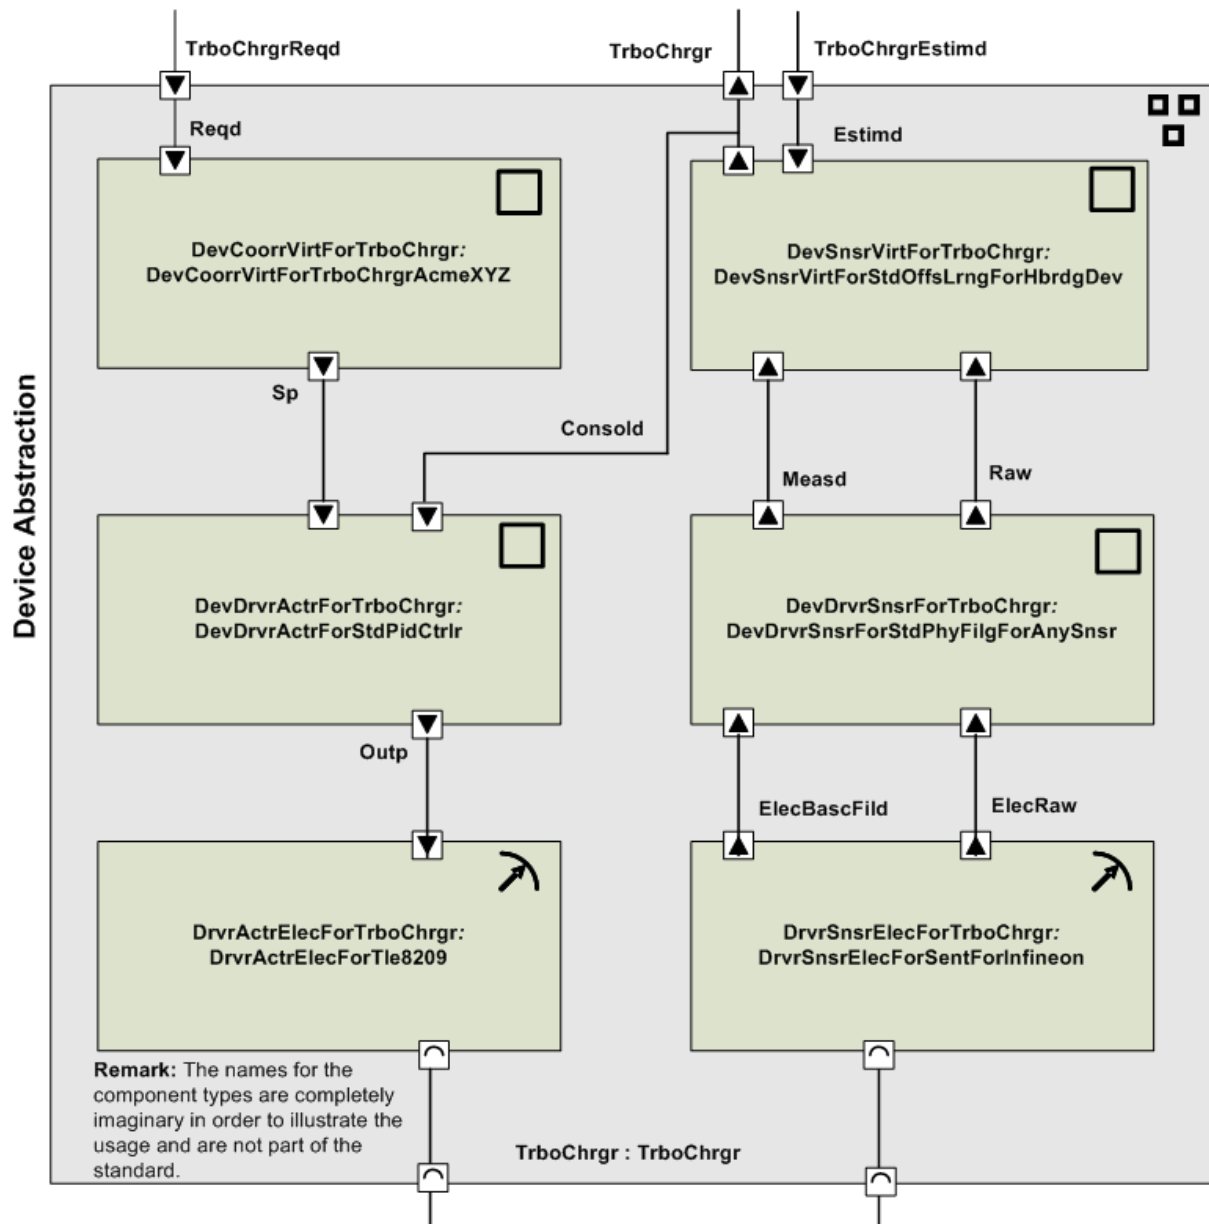 TrboChrgrReqd
TrboChrgr
TrboChrgrEstimd
Reqd
Estimd
DevCoorrVirtForTrboChrgr:
DevCoorrVirtForTrboChrgrAcmeXYZ
DevSnsrVirtForTrboChrgr:
DevSnsrVirtForStdOffsLrngForHbrdgDev
Sp
Consold
Measd
Raw
Device Abstraction
DevDrvrActrForTrboChrgr:
DevDrvrActrForStdPidCtrlr
DevDrvrSnsrForTrboChrgr:
DevDrvrSnsrForStdPhyFilgForAnySnsr
Outp
ElecBascFild
ElecRaw
DrvrActrElecForTrboChrgr:
DrvrActrElecForTle8209
DrvrSnsrElecForTrboChrgr:
DrvrSnsrElecForSentForInfineon
Remark: The names for the
component types are completely
imaginary in order to illustrate the
usage and are not part of the
standard.
TrboChrgr : TrboChrgr